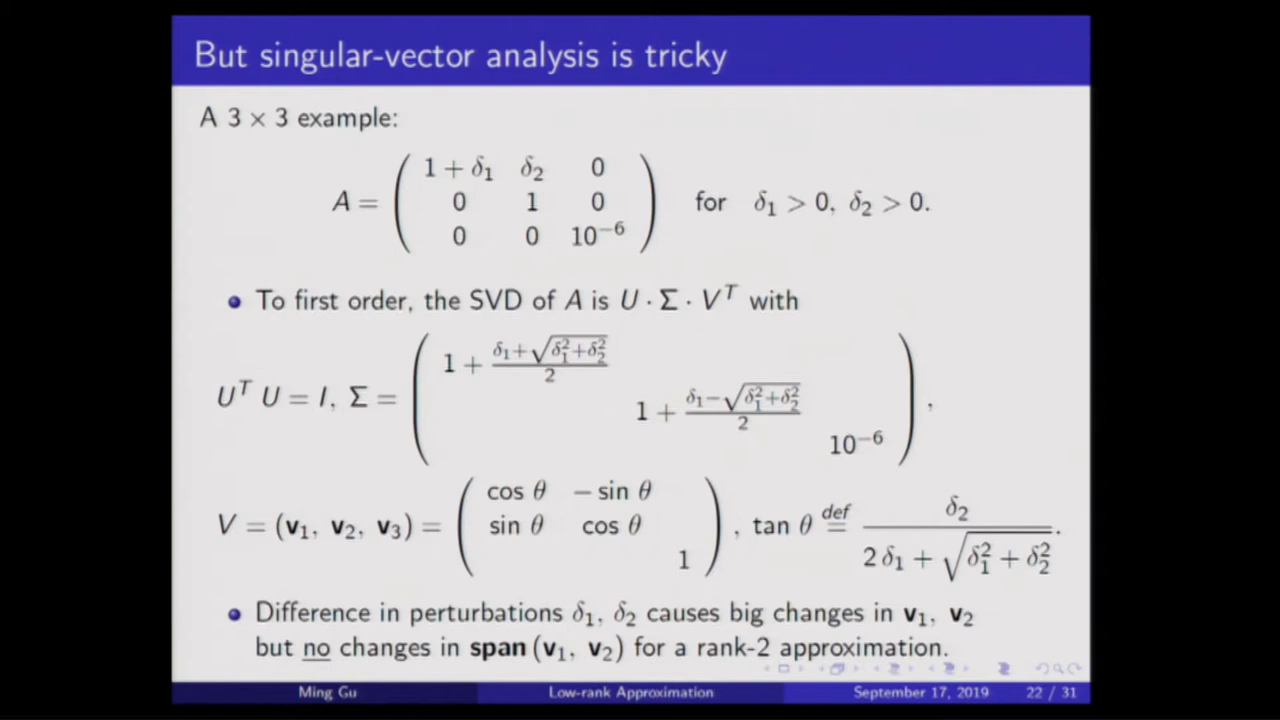 But singular-vector analysis is tricky
A 3 × 3 example:
A = ( 1 + δ₁ δ₂ 0
0 1 0
0 0 10⁻⁶ ) for δ₁ > 0, δ₂ > 0.
• To first order, the SVD of A is U · Σ · Vᵀ with
Uᵀ U = I, Σ = ( 1 + (δ₁+√(δ₁²+δ₂²))/2
1 + (δ₁−√(δ₁²+δ₂²))/2
10⁻⁶ ) ,
V = (v₁, v₂, v₃) = ( cos θ − sin θ
sin θ cos θ
1 ) , tan θ def= δ₂ / (2 δ₁ + √(δ₁² + δ₂²)).
• Difference in perturbations δ₁, δ₂ causes big changes in v₁, v₂
but no changes in span (v₁, v₂) for a rank-2 approximation.
Ming Gu Low-rank Approximation September 17, 2019 22 / 31